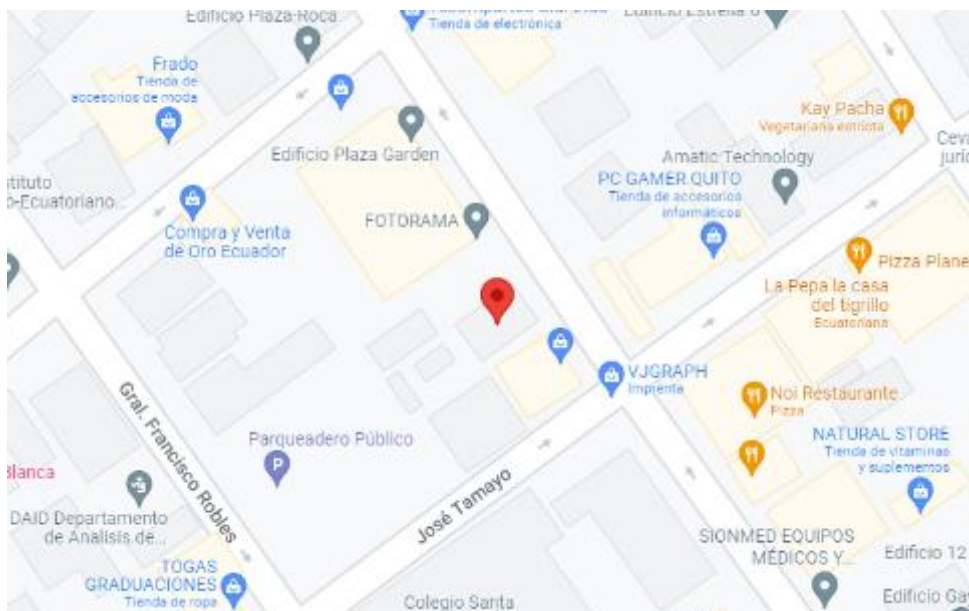 Edificio Plaza-Roca
Tienda de electrónica
Frado
Tienda de
accesorios de moda
Edificio Plaza Garden
Kay Pacha
Vegetariana estricta
Amatic Technology
PC GAMER QUITO
Tienda de accesorios
informáticos
FOTORAMA
Compra y Venta
de Oro Ecuador
Pizza Plane
La Pepa la casa
del tigrillo
Ecuatoriana
VJGRAPH
Imprenta
Noi Restaurante
Pizza
Gral. Francisco Robles
Parqueadero Público
P
José Tamayo
NATURAL STORE
Tienda de vitaminas
y suplementos
Blanca
DAID Departamento
de Analisis de...
SIONMED EQUIPOS
MÉDICOS Y...
Edificio 12
TOGAS
GRADUACIONES
Tienda de ropa
Colegio Santa
Edificio Ga